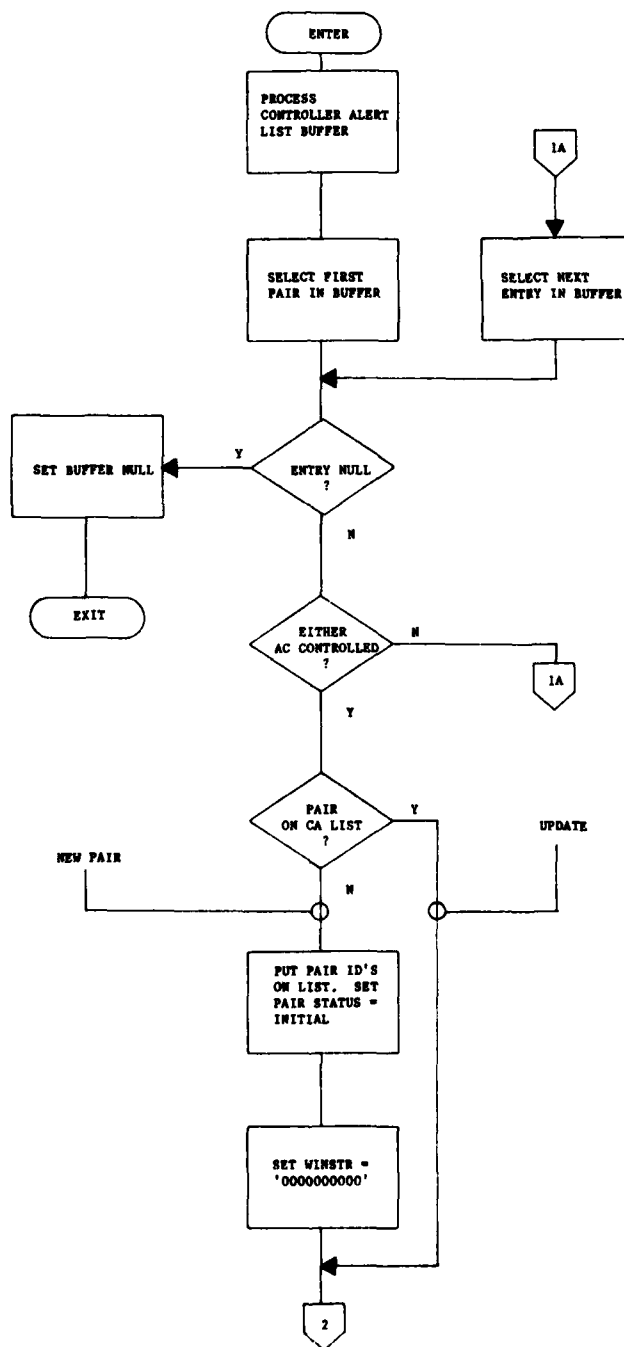 ENTER
PROCESS
CONTROLLER ALERT
LIST BUFFER
1A
SELECT FIRST
PAIR IN BUFFER
SELECT NEXT
ENTRY IN BUFFER
SET BUFFER NULL
Y
ENTRY NULL
?
N
EXIT
EITHER
AC CONTROLLED
?
N
1A
Y
PAIR
ON CA LIST
?
Y
UPDATE
NEW PAIR
N
PUT PAIR ID'S
ON LIST. SET
PAIR STATUS =
INITIAL
SET WINSTR =
'0000000000'
2